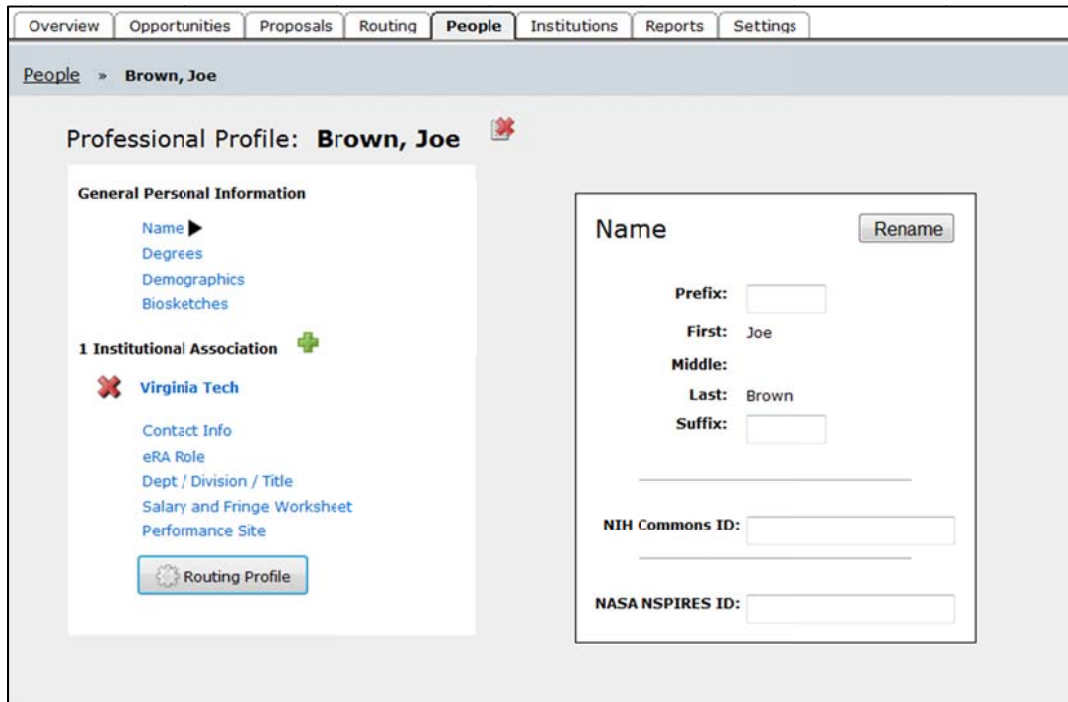 Overview Opportunities Proposals Routing People Institutions Reports Settings
People » Brown, Joe
Professional Profile: Brown, Joe
General Personal Information
Name
Degrees
Demographics
Biosketches
1 Institutional Association
Virginia Tech
Contact Info
eRA Role
Dept / Division / Title
Salary and Fringe Worksheet
Performance Site
Routing Profile
Name Rename
Prefix:
First: Joe
Middle:
Last: Brown
Suffix:
NIH Commons ID:
NASA NSPIRES ID: